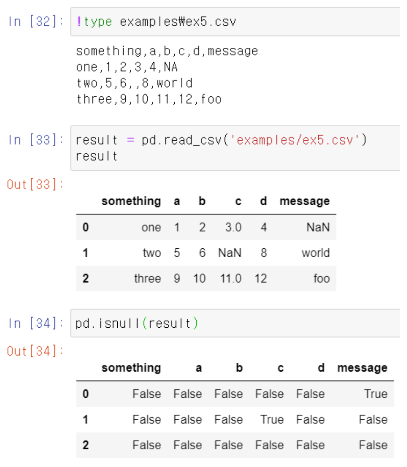 In [32]: !type examples₩ex5.csv
something,a,b,c,d,message
one,1,2,3,4,NA
two,5,6,,8,world
three,9,10,11,12,foo
In [33]: result = pd.read_csv('examples/ex5.csv')
result
Out[33]:
something a b c d message
0 one 1 2 3.0 4 NaN
1 two 5 6 NaN 8 world
2 three 9 10 11.0 12 foo
In [34]: pd.isnull(result)
Out[34]:
something a b c d message
0 False False False False False True
1 False False False True False False
2 False False False False False False